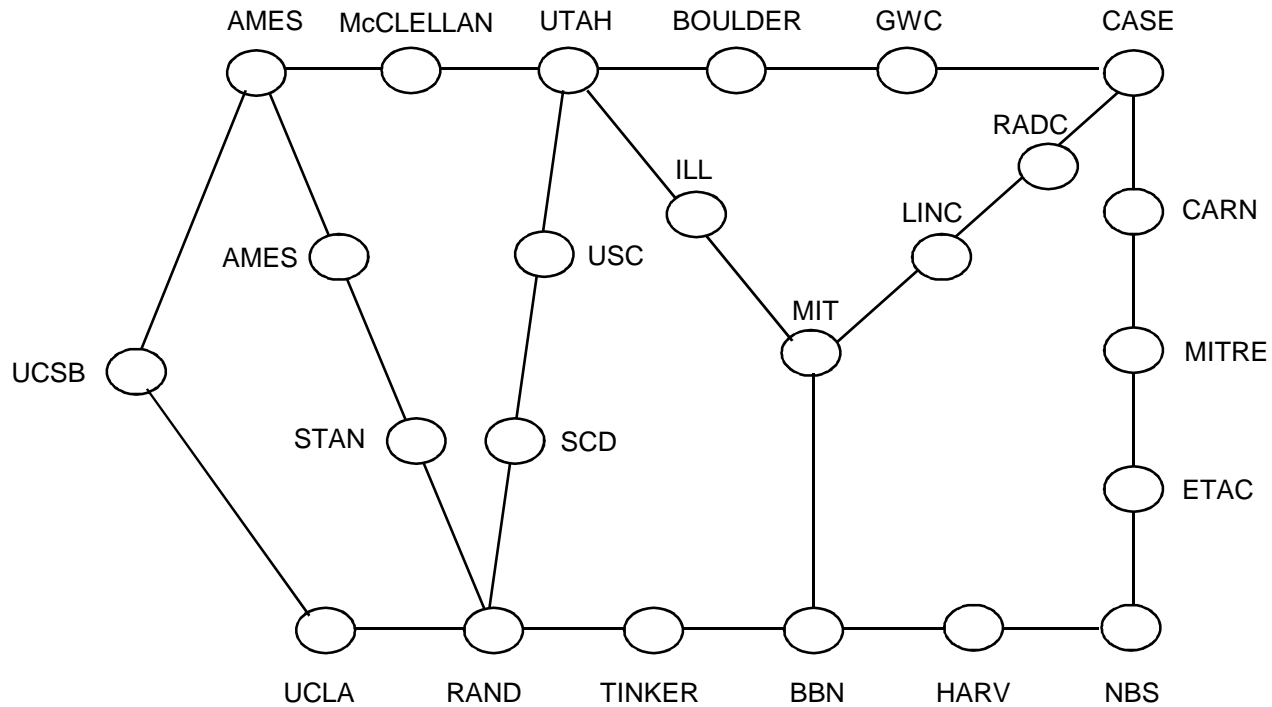 AMES McCLELLAN UTAH BOULDER GWC CASE
RADC
ILL
LINC
CARN
AMES
USC
MIT
MITRE
UCSB
STAN
SCD
ETAC
UCLA RAND TINKER BBN HARV NBS